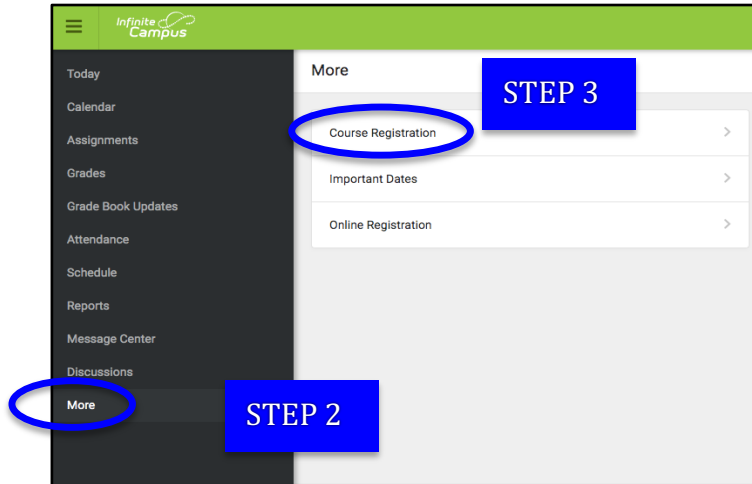 Infinite
Campus
Today
Calendar
Assignments
Grades
Grade Book Updates
Attendance
Schedule
Reports
Message Center
Discussions
More
STEP 2
More
STEP 3
Course Registration
Important Dates
Online Registration